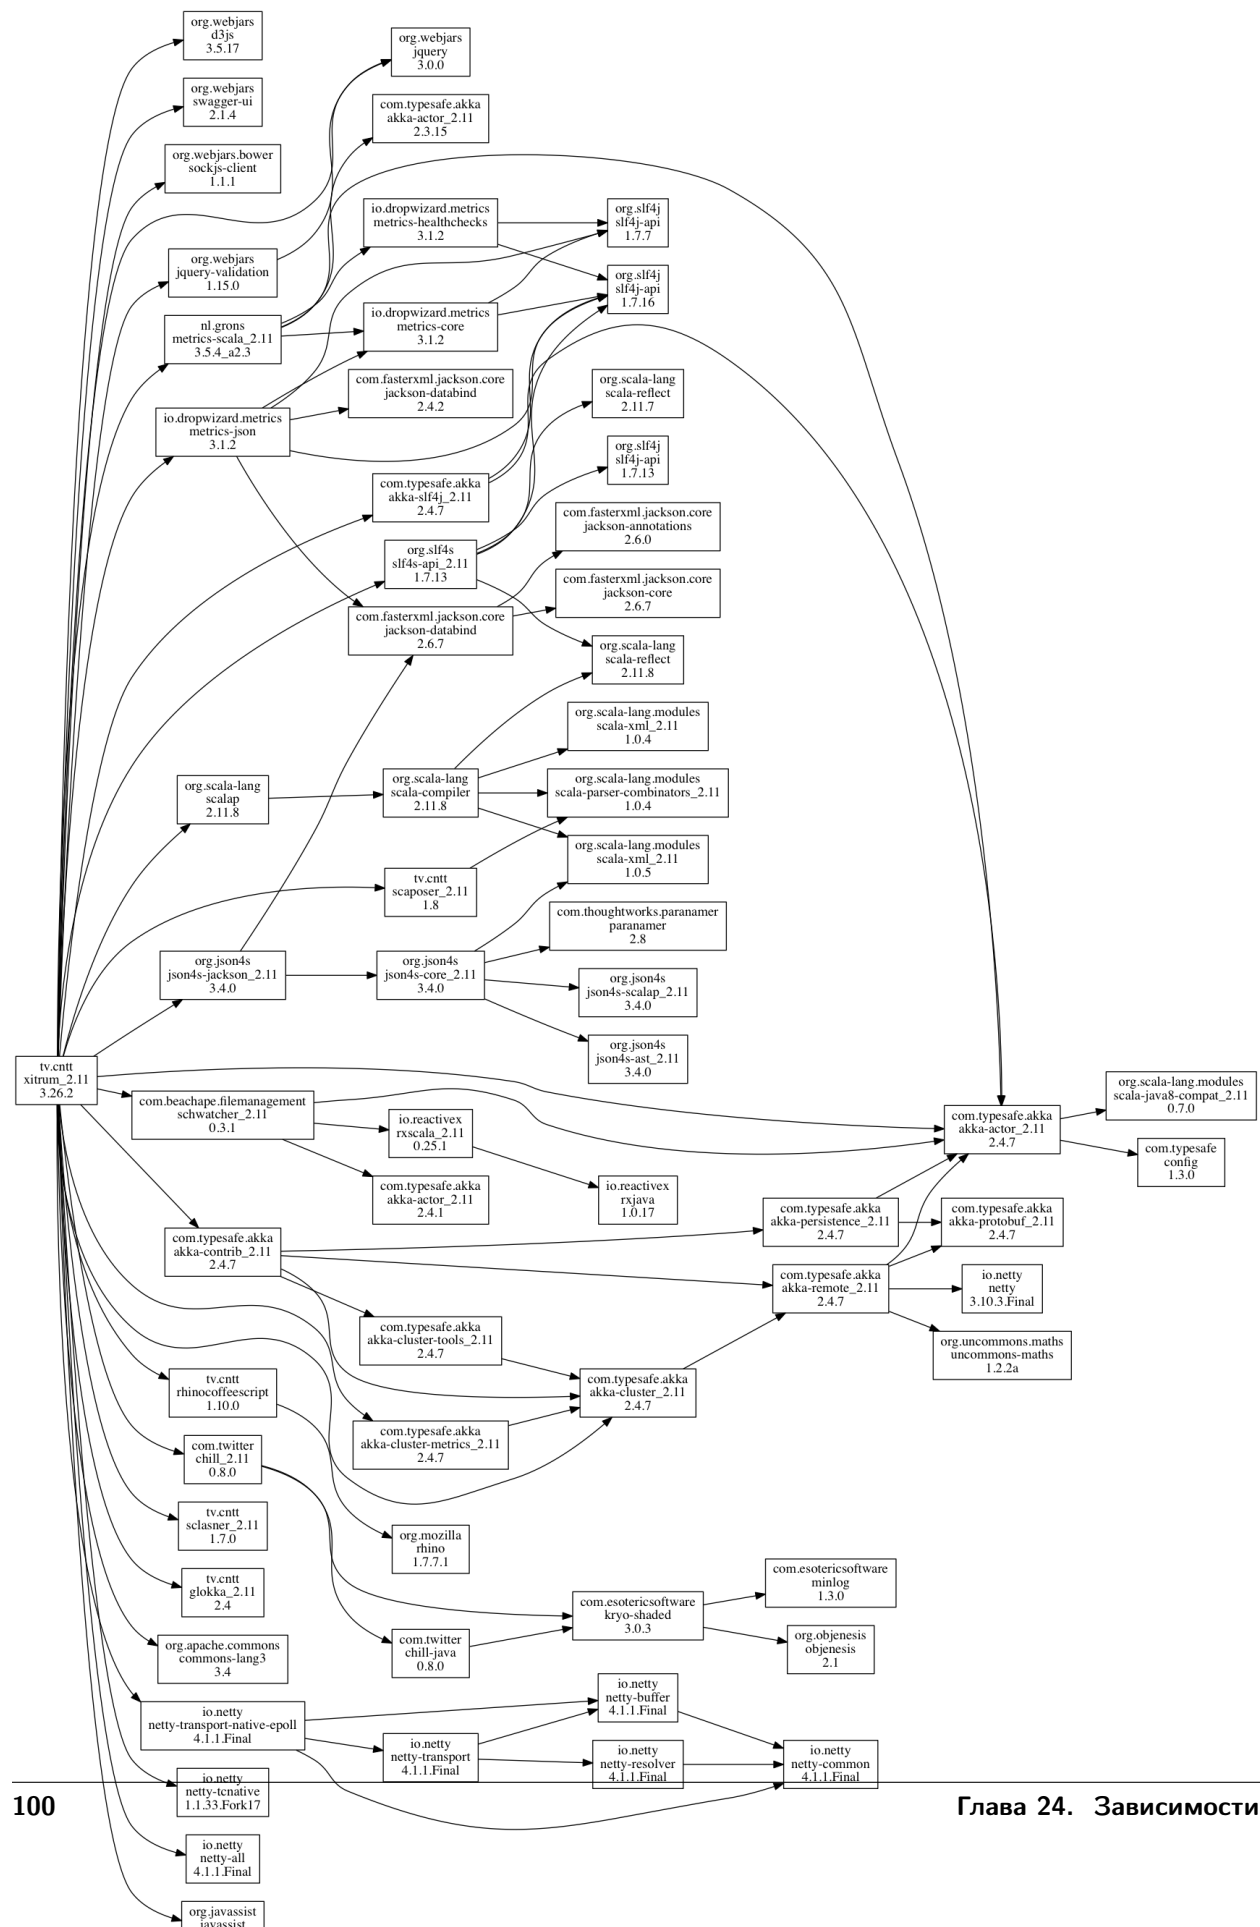 org.webjars
d3js
3.5.17
org.webjars
jquery
3.0.0
org.webjars
swagger-ui
2.1.4
com.typesafe.akka
akka-actor_2.11
2.3.15
org.webjars.bower
sockjs-client
1.1.1
io.dropwizard.metrics
metrics-healthchecks
3.1.2
org.slf4j
slf4j-api
1.7.7
org.webjars
jquery-validation
1.15.0
org.slf4j
slf4j-api
1.7.16
nl.grons
metrics-scala_2.11
3.5.4_a2.3
io.dropwizard.metrics
metrics-core
3.1.2
com.fasterxml.jackson.core
jackson-databind
2.4.2
org.scala-lang
scala-reflect
2.11.7
io.dropwizard.metrics
metrics-json
3.1.2
org.slf4j
slf4j-api
1.7.13
com.typesafe.akka
akka-slf4j_2.11
2.4.7
com.fasterxml.jackson.core
jackson-annotations
2.6.0
org.slf4s
slf4s-api_2.11
1.7.13
com.fasterxml.jackson.core
jackson-core
2.6.7
com.fasterxml.jackson.core
jackson-databind
2.6.7
org.scala-lang
scala-reflect
2.11.8
org.scala-lang.modules
scala-xml_2.11
1.0.4
org.scala-lang
scalap
2.11.8
org.scala-lang
scala-compiler
2.11.8
org.scala-lang.modules
scala-parser-combinators_2.11
1.0.4
org.scala-lang.modules
scala-xml_2.11
1.0.5
tv.cntt
scaposer_2.11
1.8
com.thoughtworks.paranamer
paranamer
2.8
org.json4s
json4s-jackson_2.11
3.4.0
org.json4s
json4s-core_2.11
3.4.0
org.json4s
json4s-scalap_2.11
3.4.0
org.json4s
json4s-ast_2.11
3.4.0
tv.cntt
xitrum_2.11
3.26.2
com.beachape.filemanagement
schwatcher_2.11
0.3.1
io.reactivex
rxscala_2.11
0.25.1
com.typesafe.akka
akka-actor_2.11
2.4.7
org.scala-lang.modules
scala-java8-compat_2.11
0.7.0
com.typesafe
config
1.3.0
com.typesafe.akka
akka-actor_2.11
2.4.1
io.reactivex
rxjava
1.0.17
com.typesafe.akka
akka-persistence_2.11
2.4.7
com.typesafe.akka
akka-protobuf_2.11
2.4.7
com.typesafe.akka
akka-contrib_2.11
2.4.7
com.typesafe.akka
akka-remote_2.11
2.4.7
io.netty
netty
3.10.3.Final
com.typesafe.akka
akka-cluster-tools_2.11
2.4.7
org.uncommons.maths
uncommons-maths
1.2.2a
tv.cntt
rhinocoffeescript
1.10.0
com.typesafe.akka
akka-cluster_2.11
2.4.7
com.typesafe.akka
akka-cluster-metrics_2.11
2.4.7
com.twitter
chill_2.11
0.8.0
tv.cntt
sclasner_2.11
1.7.0
org.mozilla
rhino
1.7.7.1
tv.cntt
glokka_2.11
2.4
com.esotericsoftware
kryo-shaded
3.0.3
com.esotericsoftware
minlog
1.3.0
org.apache.commons
commons-lang3
3.4
com.twitter
chill-java
0.8.0
org.objenesis
objenesis
2.1
io.netty
netty-transport-native-epoll
4.1.1.Final
io.netty
netty-buffer
4.1.1.Final
io.netty
netty-transport
4.1.1.Final
io.netty
netty-resolver
4.1.1.Final
io.netty
netty-common
4.1.1.Final
io.netty
netty-tcnative
1.1.33.Fork17
100
Глава 24. Зависимости
io.netty
netty-all
4.1.1.Final
org.javassist
javassist